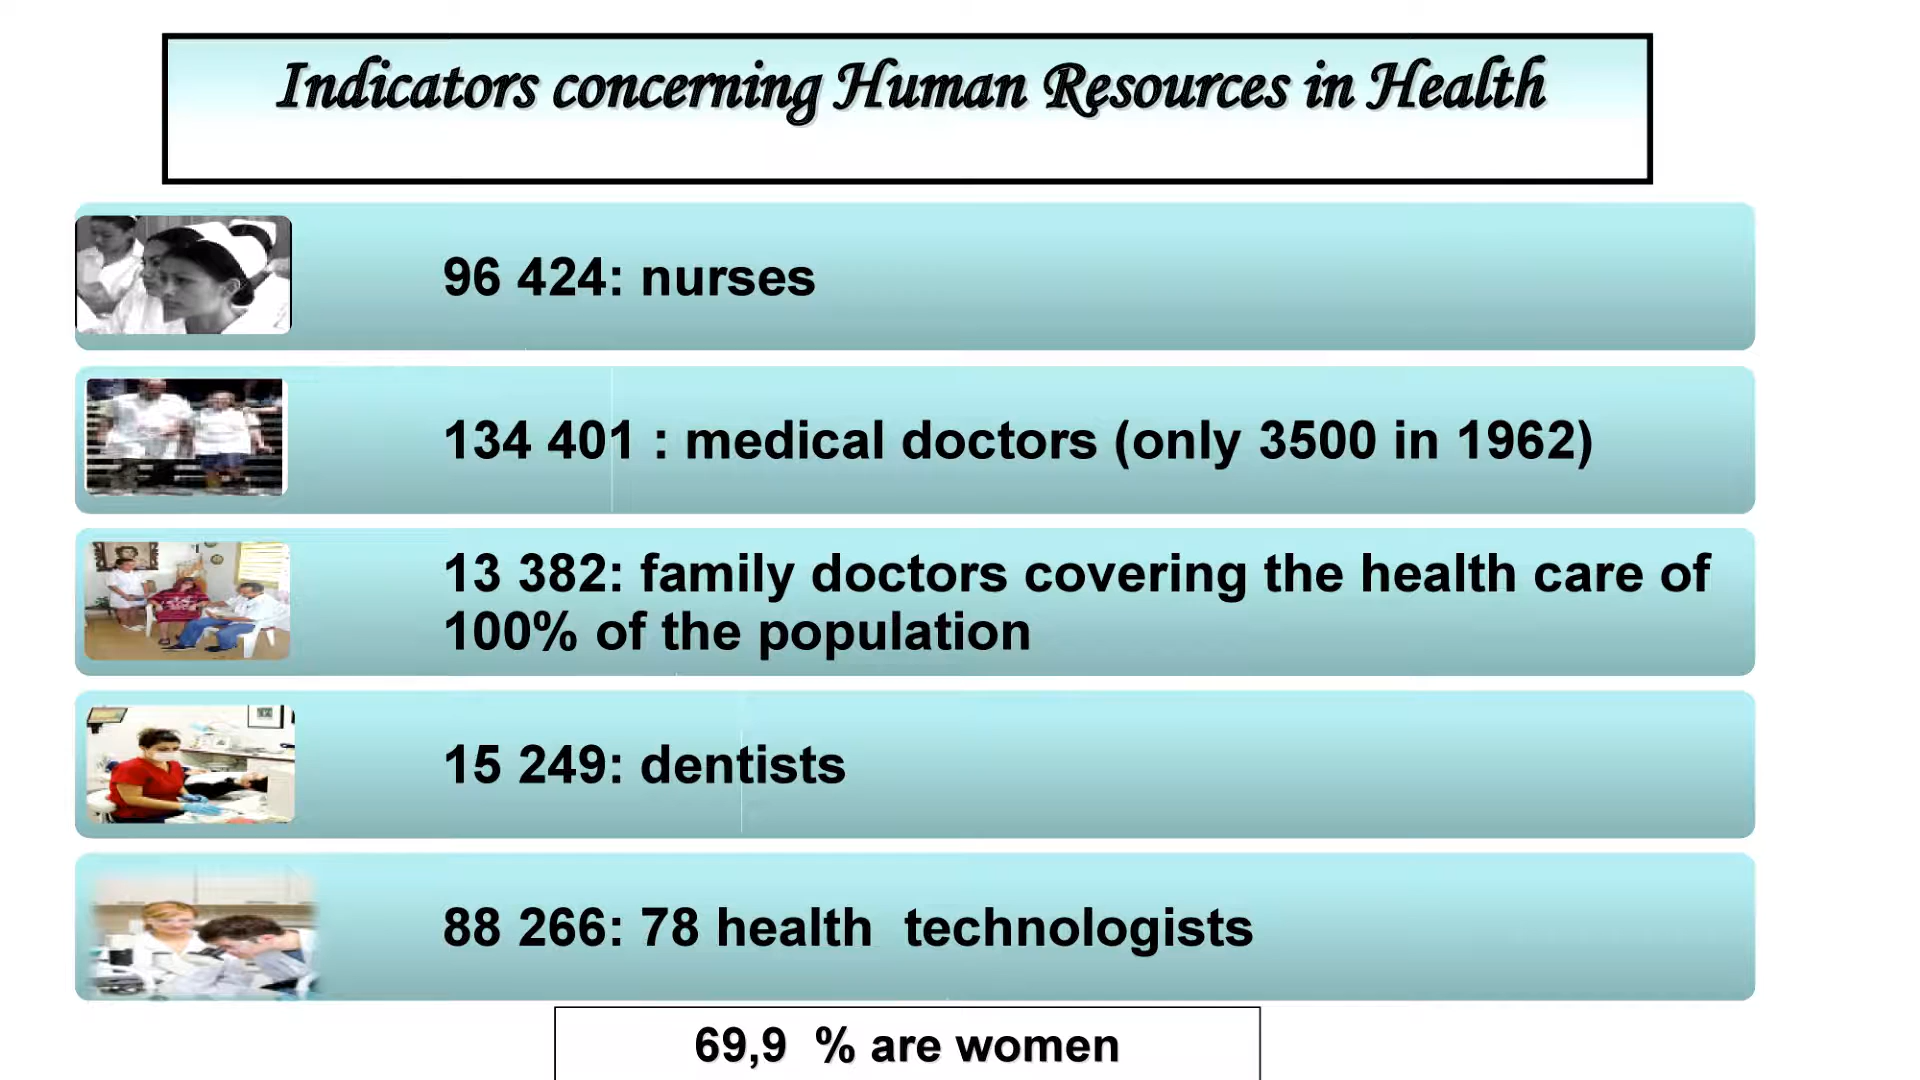 Indicators concerning Human Resources in Health
96 424: nurses
134 401 : medical doctors (only 3500 in 1962)
13 382: family doctors covering the health care of
100% of the population
15 249: dentists
88 266: 78 health  technologists
69,9  % are women